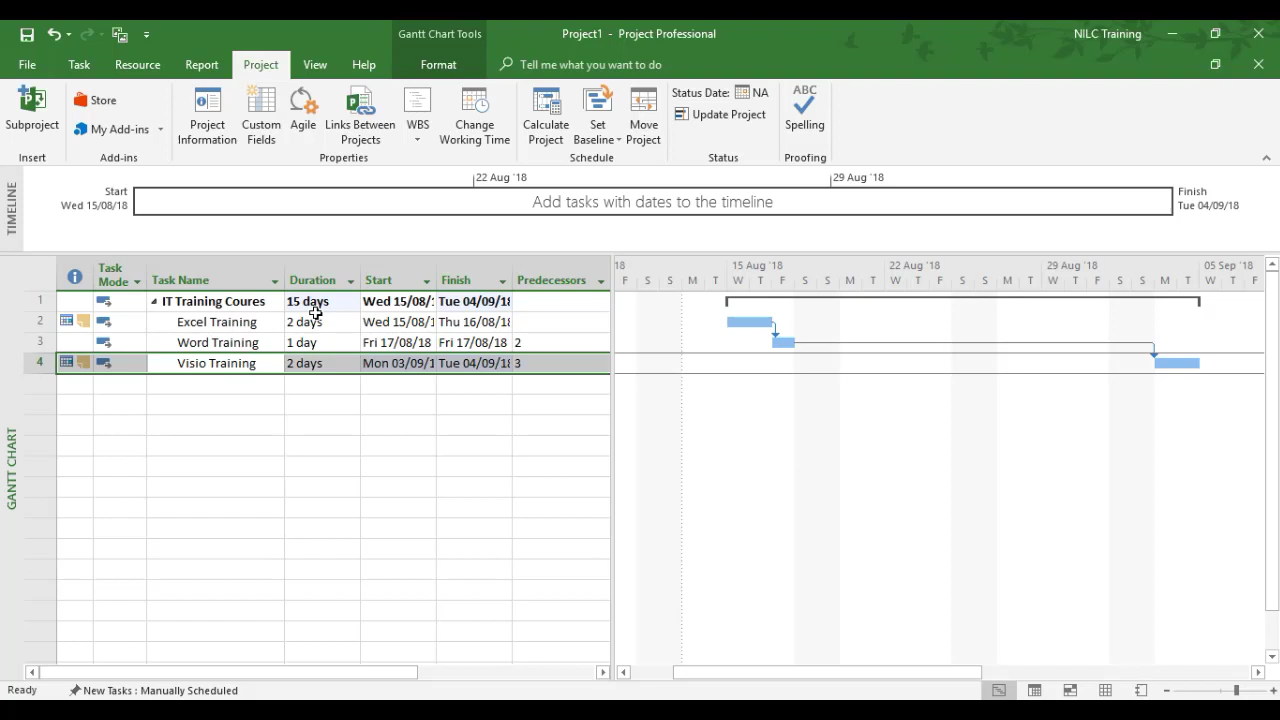 Gantt Chart Tools
Project1 - Project Professional
NILC Training
File Task Resource Report Project View Help Format Tell me what you want to do
Subproject
Store
My Add-ins
Project Information
Custom Fields
Agile
Links Between Projects
WBS
Change Working Time
Calculate Project
Set Baseline
Move Project
Status Date: NA
Update Project
ABC
Spelling
Insert Add-ins Properties Schedule Status Proofing
TIMELINE
22 Aug '18 29 Aug '18
Start
Wed 15/08/18
Add tasks with dates to the timeline
Finish
Tue 04/09/18
GANTT CHART
Task Mode Task Name Duration Start Finish Predecessors
18 15 Aug '18 22 Aug '18 29 Aug '18 05 Sep '18
F S S M T W T F S S M T W T F S S M T W T F S S M T W T F
1 IT Training Coures 15 days Wed 15/08/1 Tue 04/09/18
2 Excel Training 2 days Wed 15/08/1 Thu 16/08/18
3 Word Training 1 day Fri 17/08/18 Fri 17/08/18 2
4 Visio Training 2 days Mon 03/09/1 Tue 04/09/18 3
Ready New Tasks : Manually Scheduled